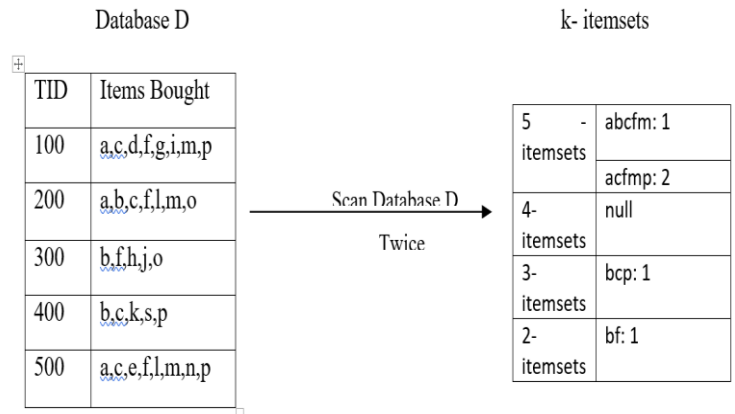 Database D
k- itemsets
TID Items Bought
100 a,c,d,f,g,i,m,p
200 a,b,c,f,l,m,o
300 b,f,h,j,o
400 b,c,k,s,p
500 a,c,e,f,l,m,n,p
Scan Database D
Twice
5 - itemsets abcfm: 1
acfmp: 2
4- itemsets null
3- itemsets bcp: 1
2- itemsets bf: 1